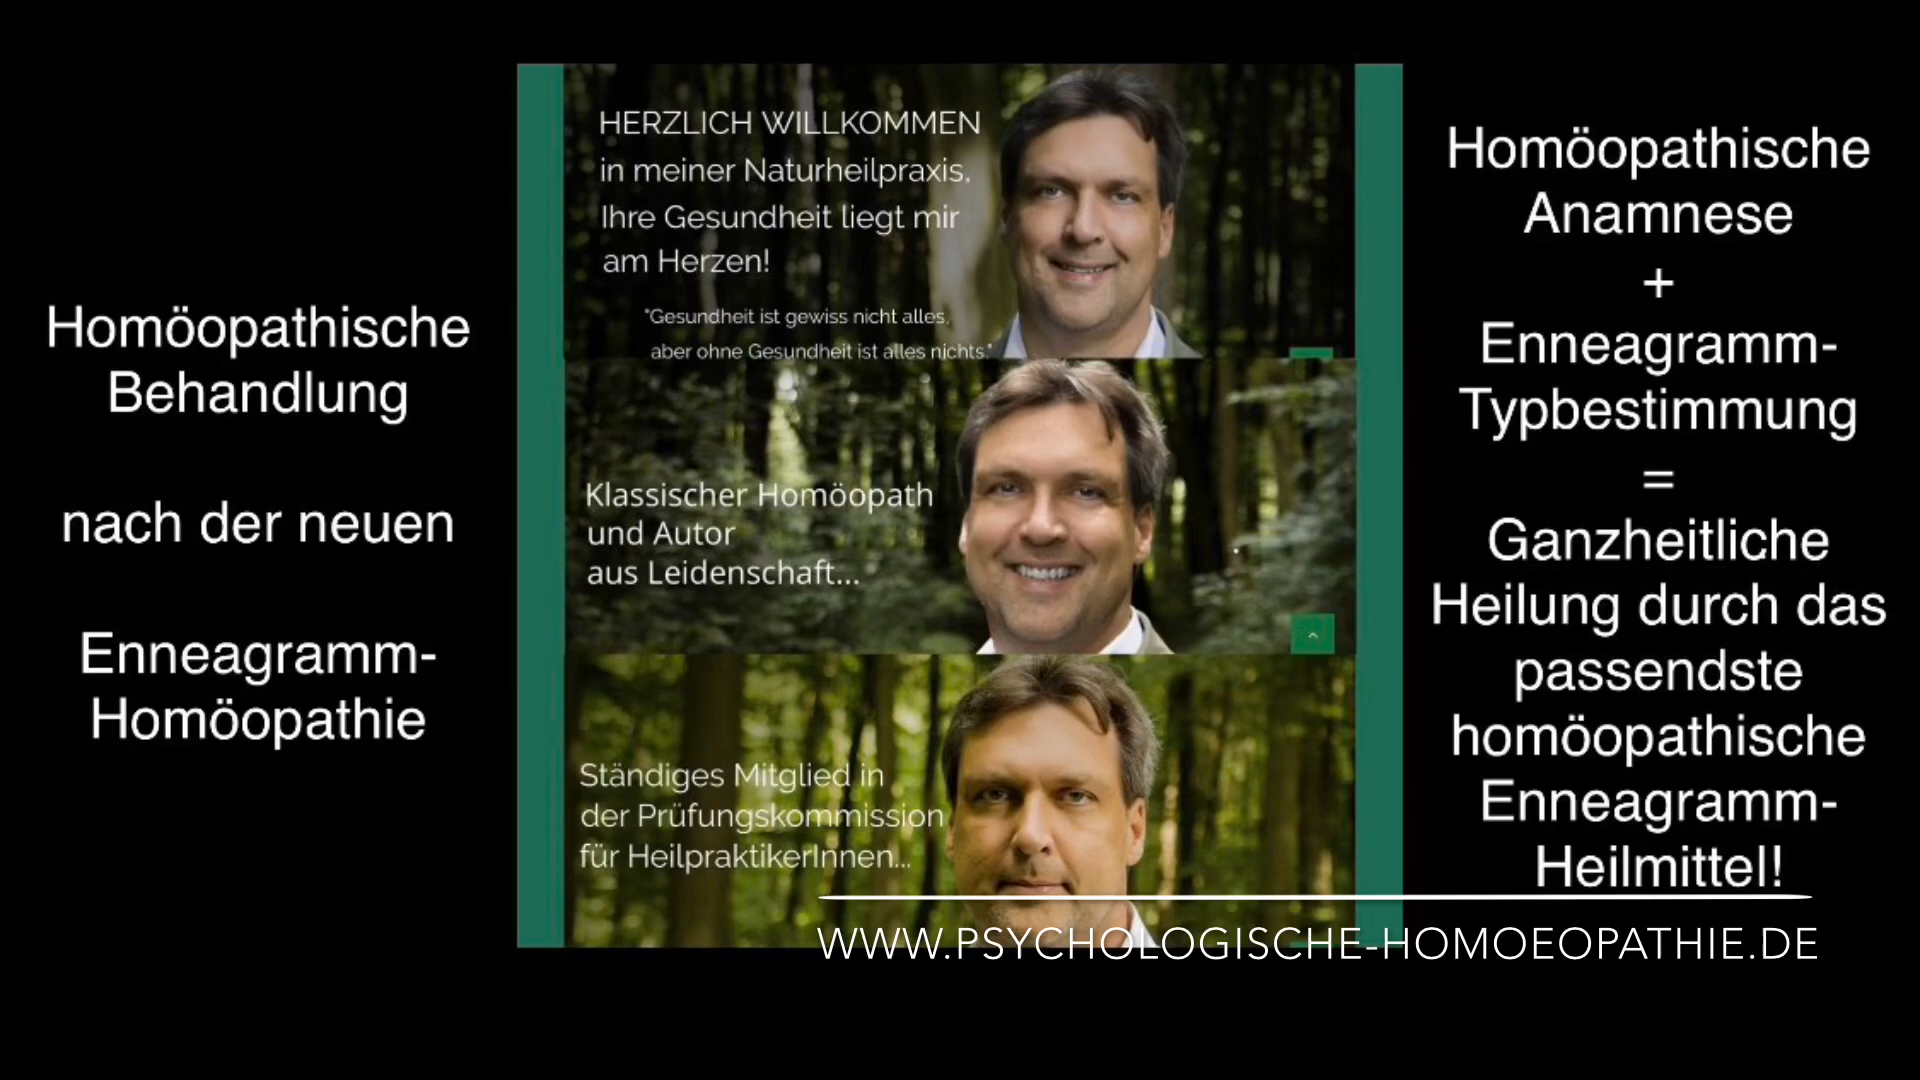 Homöopathische
Behandlung
nach der neuen
Enneagramm-
Homöopathie
HERZLICH WILLKOMMEN
in meiner Naturheilpraxis,
Ihre Gesundheit liegt mir
am Herzen!
"Gesundheit ist gewiss nicht alles,
aber ohne Gesundheit ist alles nichts."
Klassischer Homöopath
und Autor
aus Leidenschaft...
Ständiges Mitglied in
der Prüfungskommission
für HeilpraktikerInnen...
Homöopathische
Anamnese
+
Enneagramm-
Typbestimmung
=
Ganzheitliche
Heilung durch das
passendste
homöopathische
Enneagramm-
Heilmittel!
WWW.PSYCHOLOGISCHE-HOMOEOPATHIE.DE